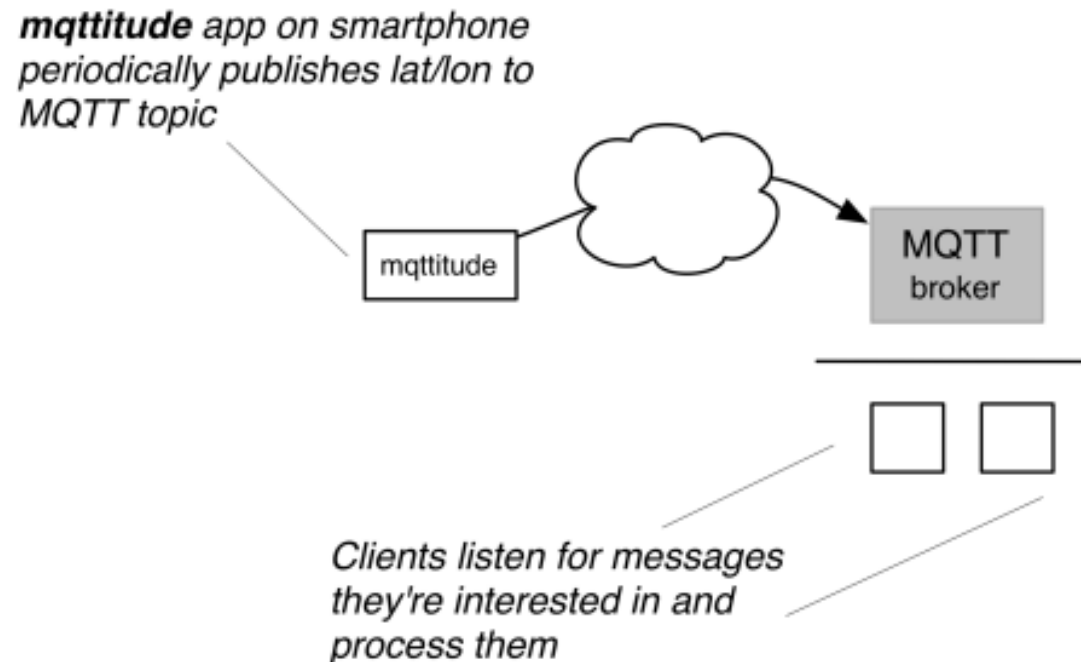 mqttitude app on smartphone
periodically publishes lat/lon to
MQTT topic
mqttitude
MQTT
broker
Clients listen for messages
they're interested in and
process them